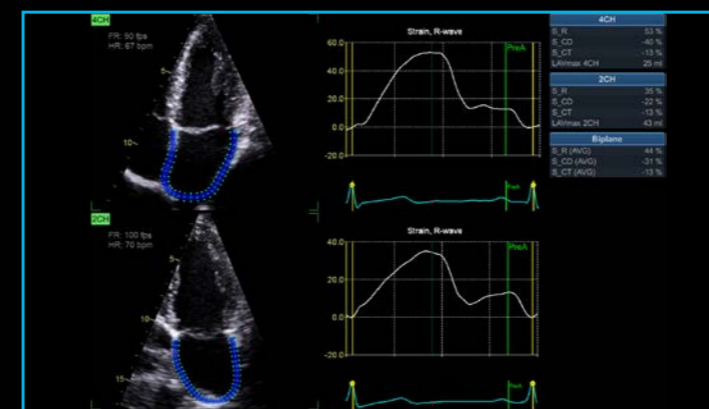 4CH
FR: 90 fps
HR: 67 bpm
5
10
Strain, R-wave
60.0
40.0
20.0
0.0
-20.0
PreA
PreA
4CH
S_R 53 %
S_CD -40 %
S_CT -13 %
LAVmax 4CH 25 ml
2CH
S_R 35 %
S_CD -22 %
S_CT -13 %
LAVmax 2CH 43 ml
Biplane
S_R (AVG) 44 %
S_CD (AVG) -31 %
S_CT (AVG) -13 %
2CH
FR: 100 fps
HR: 70 bpm
5
10
15
Strain, R-wave
40.0
20.0
0.0
-20.0
PreA
PreA